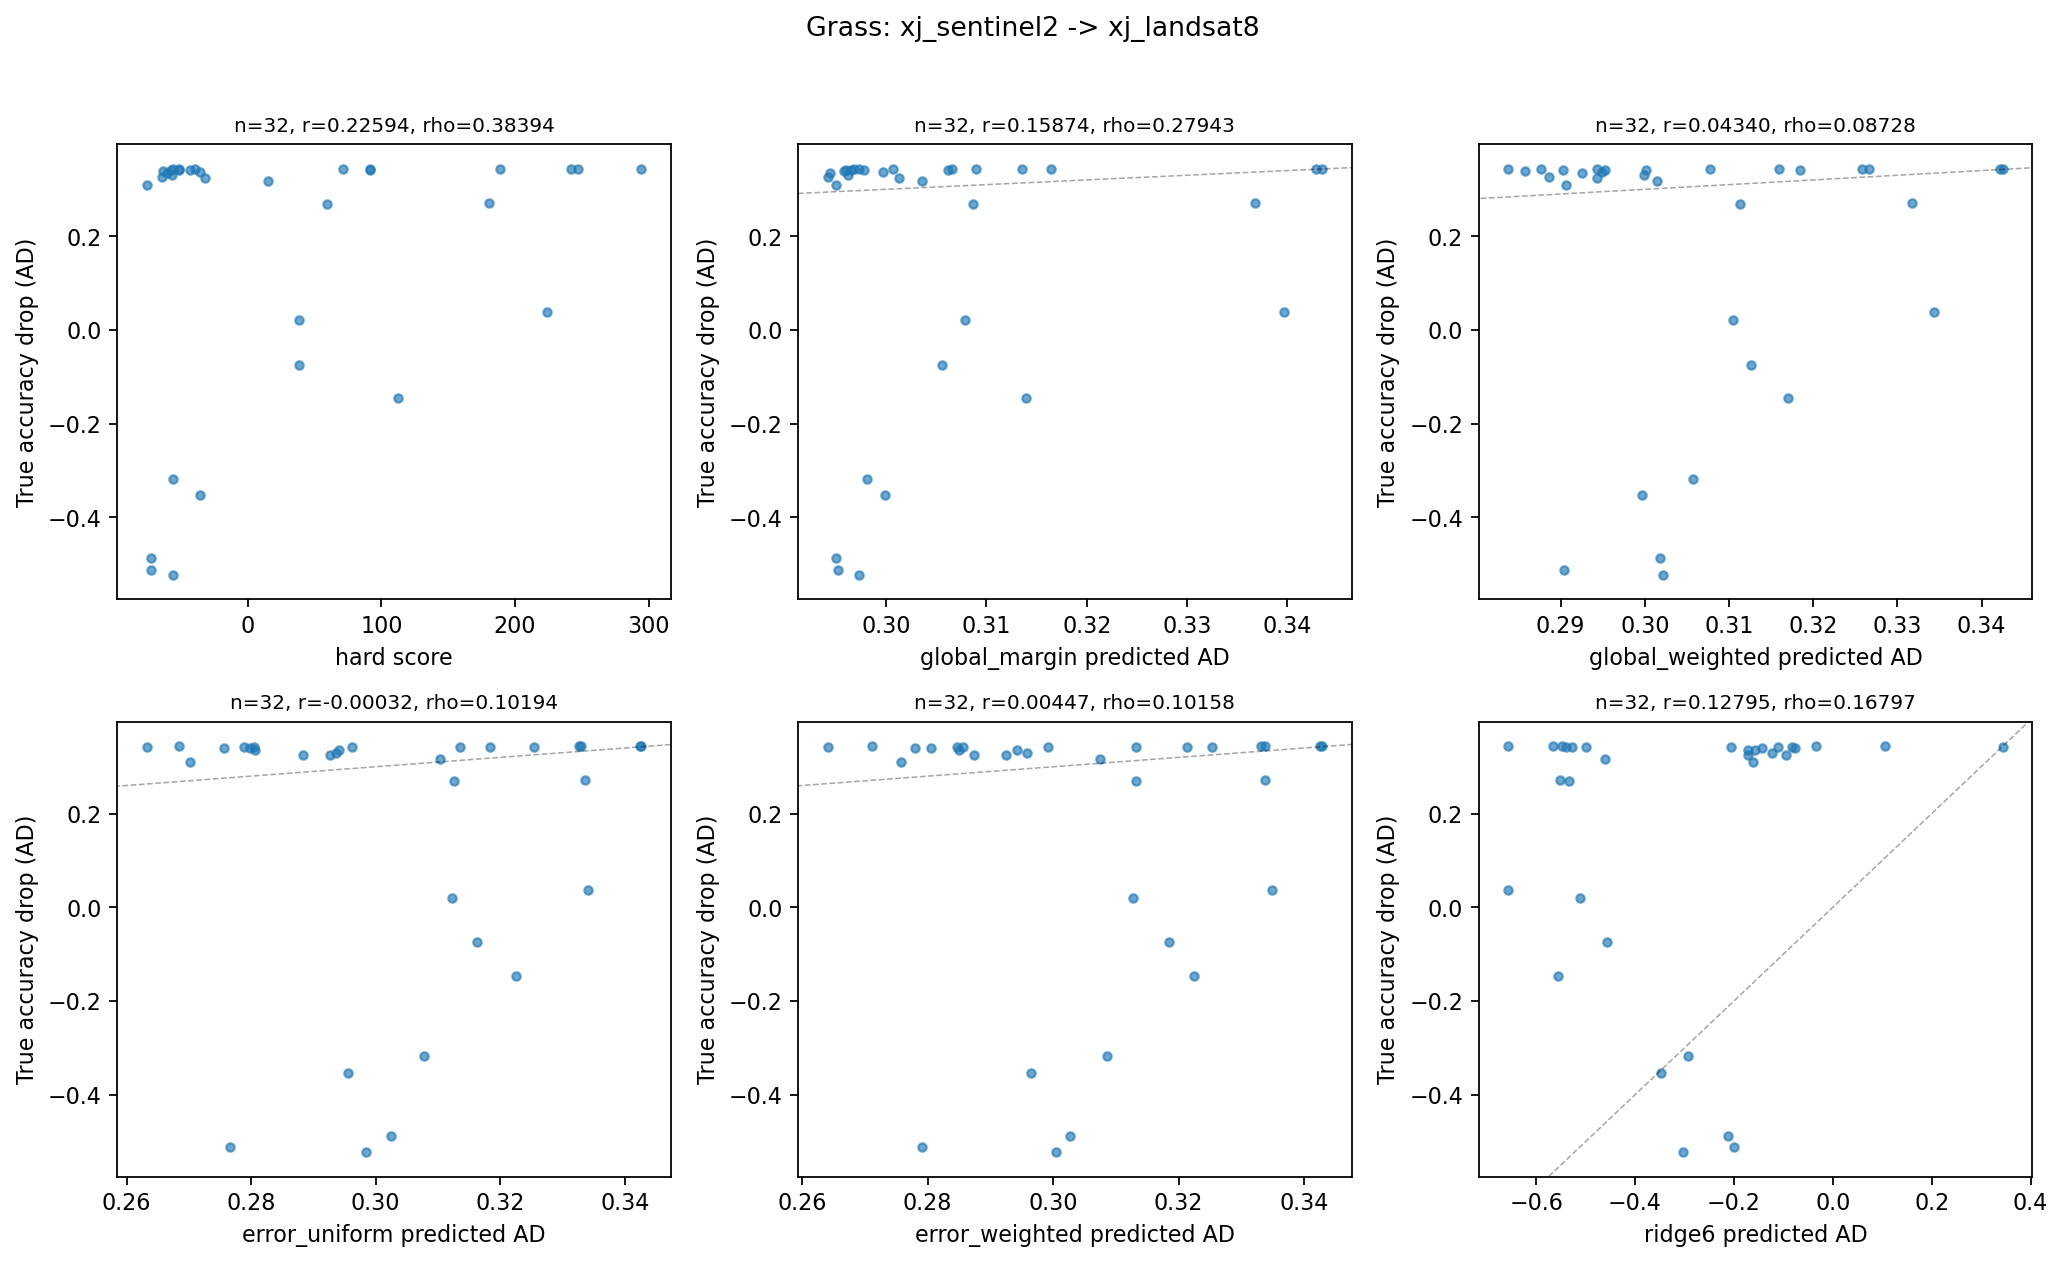 Grass: xj_sentinel2 -> xj_landsat8
n=32, r=0.22594, rho=0.38394
True accuracy drop (AD)
0.2
0.0
−0.2
−0.4
0
100
200
300
hard score
n=32, r=0.15874, rho=0.27943
True accuracy drop (AD)
0.2
0.0
−0.2
−0.4
0.30
0.31
0.32
0.33
0.34
global_margin predicted AD
n=32, r=0.04340, rho=0.08728
True accuracy drop (AD)
0.2
0.0
−0.2
−0.4
0.29
0.30
0.31
0.32
0.33
0.34
global_weighted predicted AD
n=32, r=-0.00032, rho=0.10194
True accuracy drop (AD)
0.2
0.0
−0.2
−0.4
0.26
0.28
0.30
0.32
0.34
error_uniform predicted AD
n=32, r=0.00447, rho=0.10158
True accuracy drop (AD)
0.2
0.0
−0.2
−0.4
0.26
0.28
0.30
0.32
0.34
error_weighted predicted AD
n=32, r=0.12795, rho=0.16797
True accuracy drop (AD)
0.2
0.0
−0.2
−0.4
−0.6
−0.4
−0.2
0.0
0.2
0.4
ridge6 predicted AD